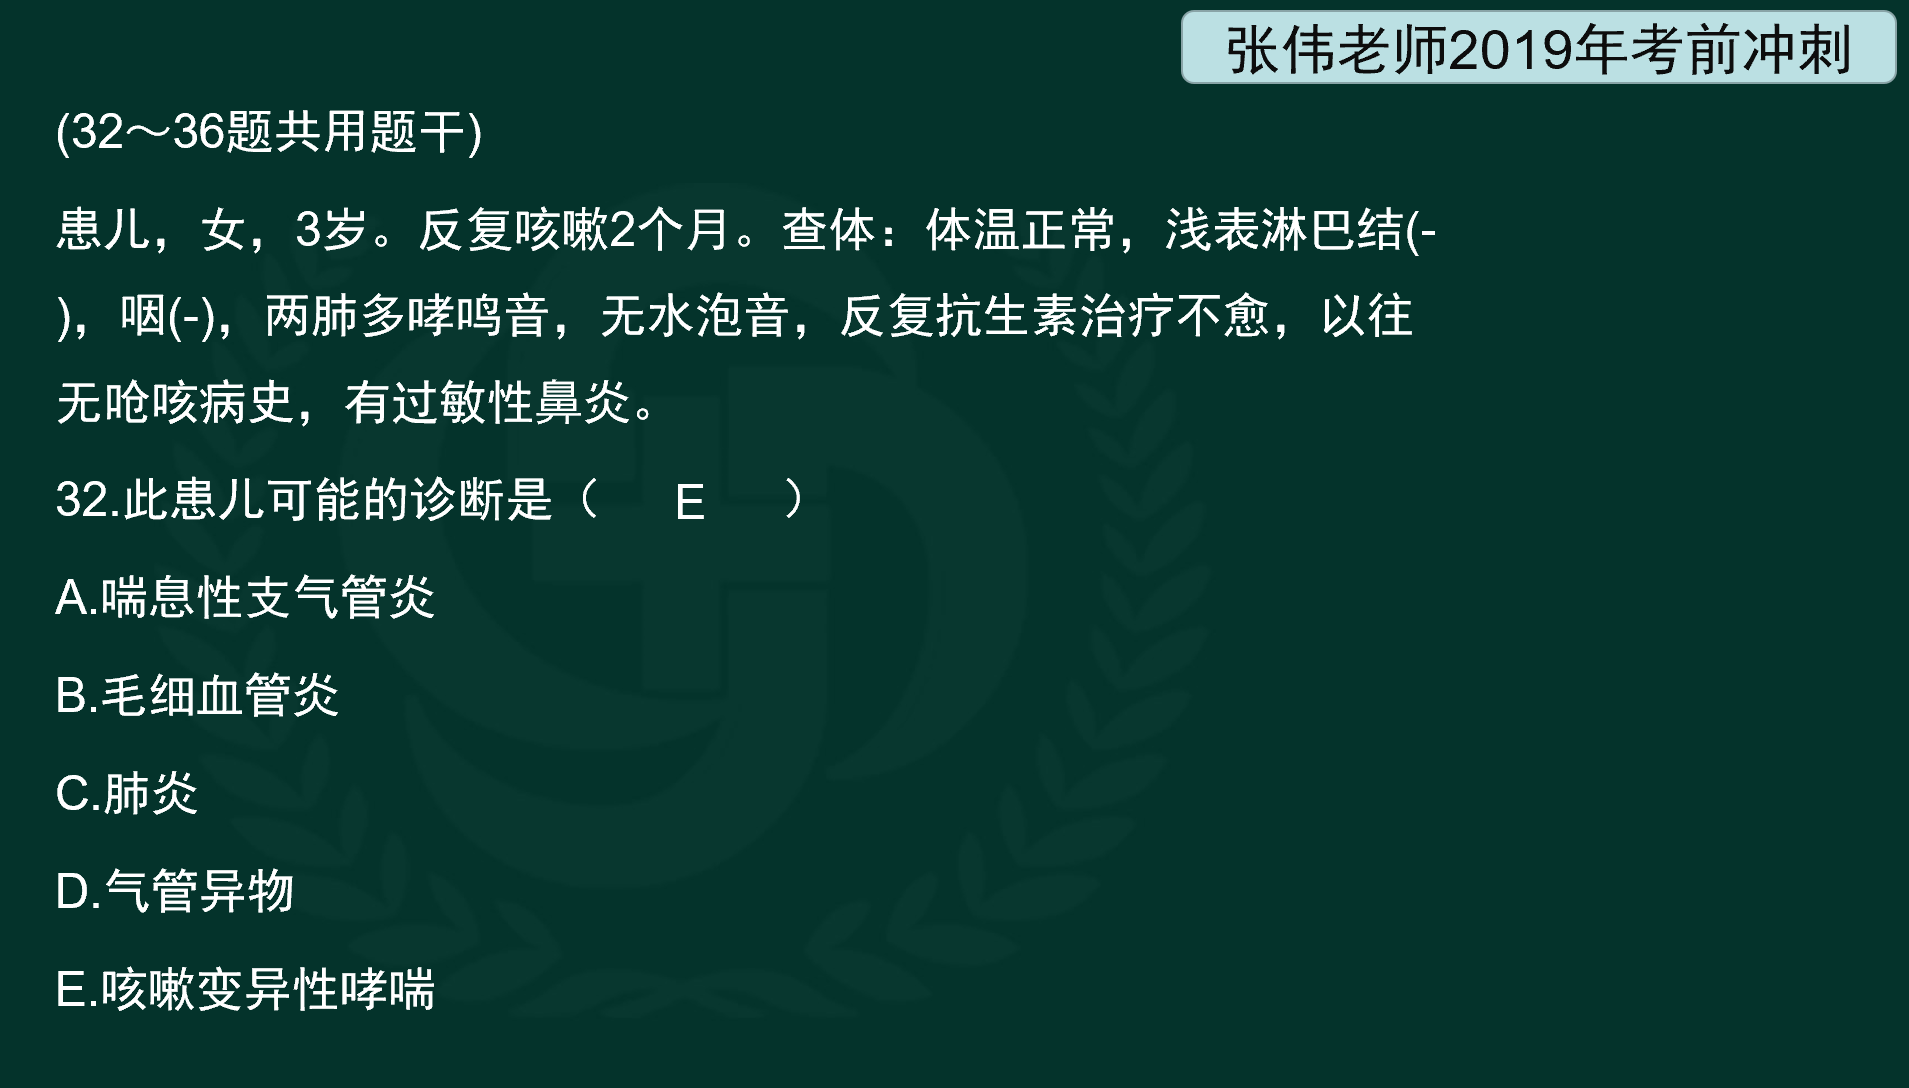 张伟老师2019年考前冲刺
(32～36题共用题干)
患儿，女，3岁。反复咳嗽2个月。查体：体温正常，浅表淋巴结(-
)，咽(-)，两肺多哮鸣音，无水泡音，反复抗生素治疗不愈，以往
无呛咳病史，有过敏性鼻炎。
32.此患儿可能的诊断是（ E ）
A.喘息性支气管炎
B.毛细血管炎
C.肺炎
D.气管异物
E.咳嗽变异性哮喘